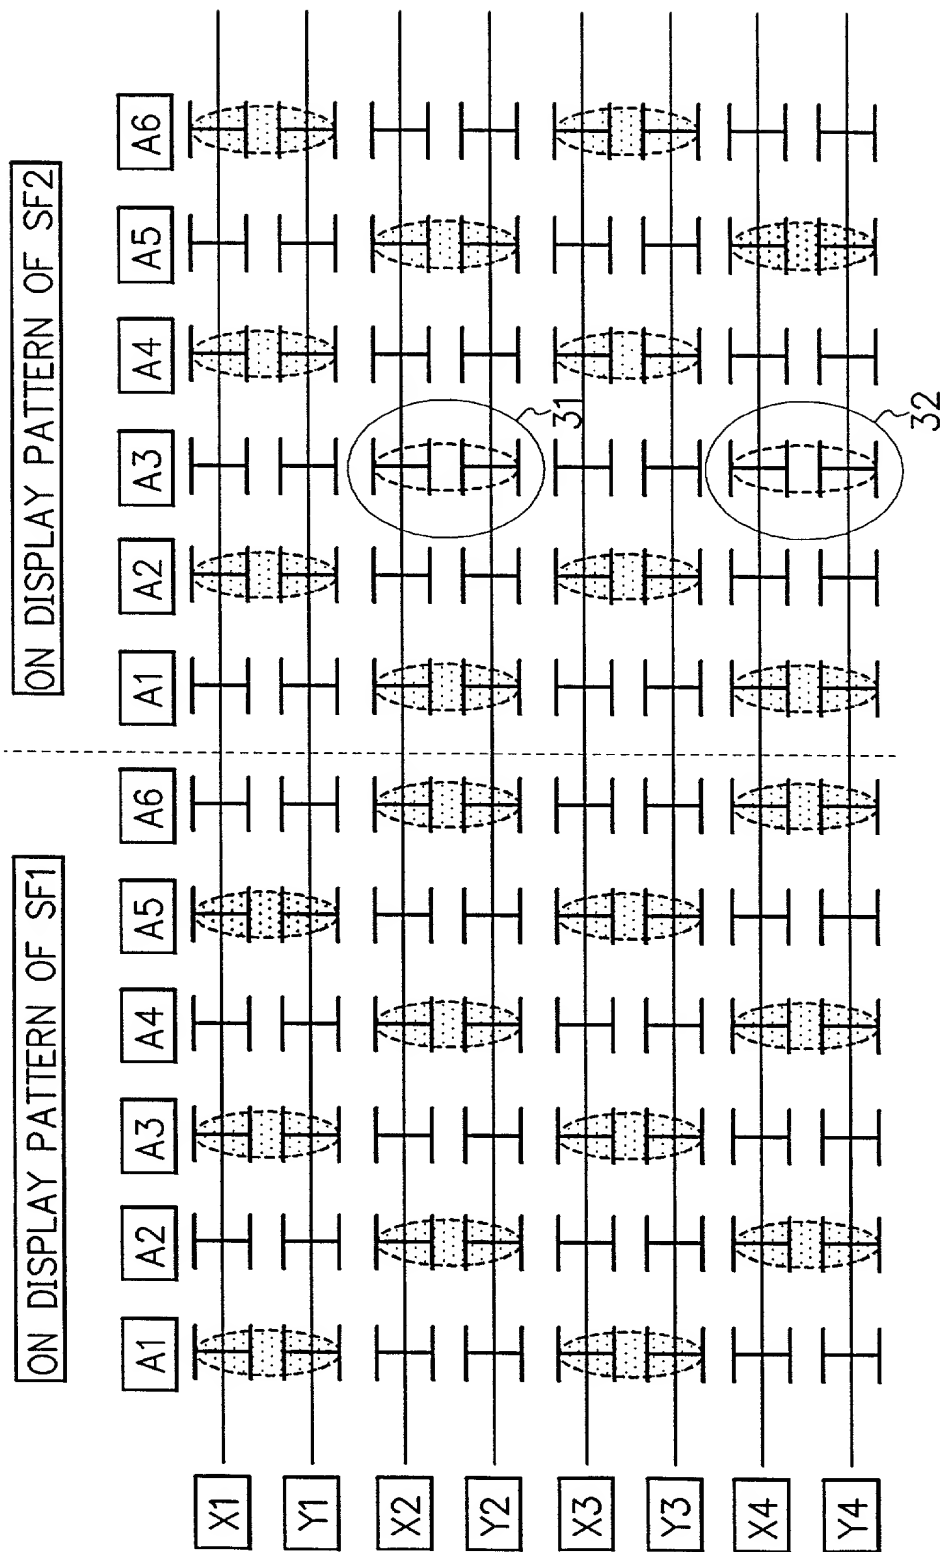 ON DISPLAY PATTERN OF SF1
ON DISPLAY PATTERN OF SF2
A1 A2 A3 A4 A5 A6 A1 A2 A3 A4 A5 A6
X1
Y1
X2
Y2
31
X3
Y3
X4
Y4
32